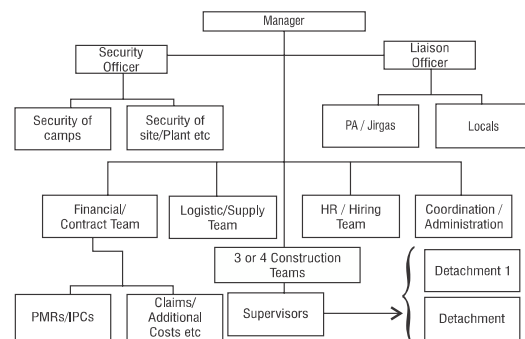 Manager
Security
Officer
Liaison
Officer
Security of
camps
Security of
site/Plant etc
PA / Jirgas
Locals
Financial/
Contract Team
Logistic/Supply
Team
HR / Hiring
Team
Coordination /
Administration
3 or 4 Construction
Teams
Detachment 1
PMRs/IPCs
Claims/
Additional
Costs etc
Supervisors
Detachment